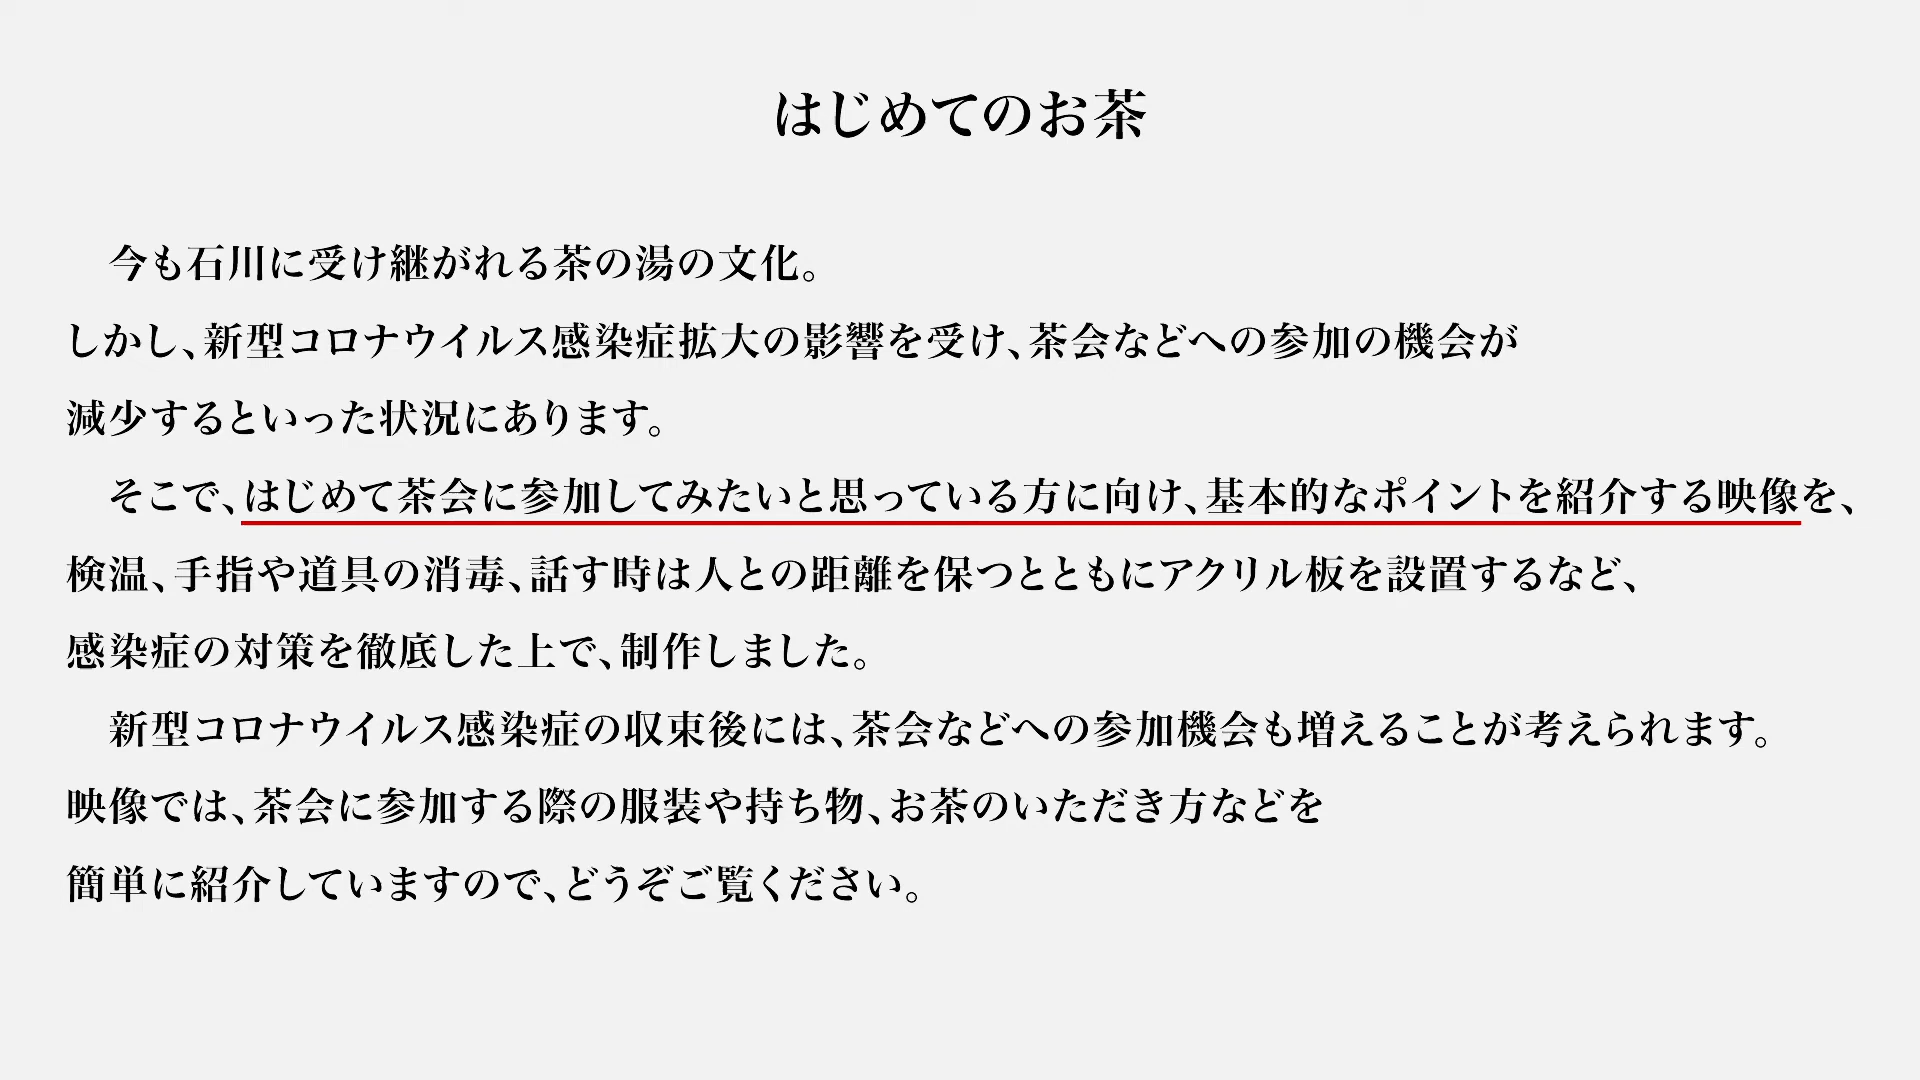 はじめてのお茶
今も石川に受け継がれる茶の湯の文化。
しかし、新型コロナウイルス感染症拡大の影響を受け、茶会などへの参加の機会が
減少するといった状況にあります。
そこで、はじめて茶会に参加してみたいと思っている方に向け、基本的なポイントを紹介する映像を、
検温、手指や道具の消毒、話す時は人との距離を保つとともにアクリル板を設置するなど、
感染症の対策を徹底した上で、制作しました。
新型コロナウイルス感染症の収束後には、茶会などへの参加機会も増えることが考えられます。
映像では、茶会に参加する際の服装や持ち物、お茶のいただき方などを
簡単に紹介していますので、どうぞご覧ください。